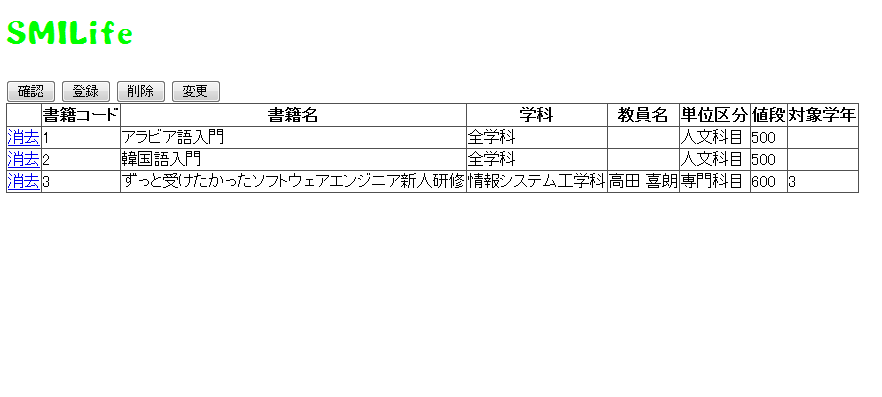 SMILife
確認 登録 削除 変更
書籍コード 書籍名 学科 教員名 単位区分 値段 対象学年
消去 1 アラビア語入門 全学科 人文科目 500
消去 2 韓国語入門 全学科 人文科目 500
消去 3 ずっと受けたかったソフトウェアエンジニア新人研修 情報システム工学科 高田 喜朗 専門科目 600 3